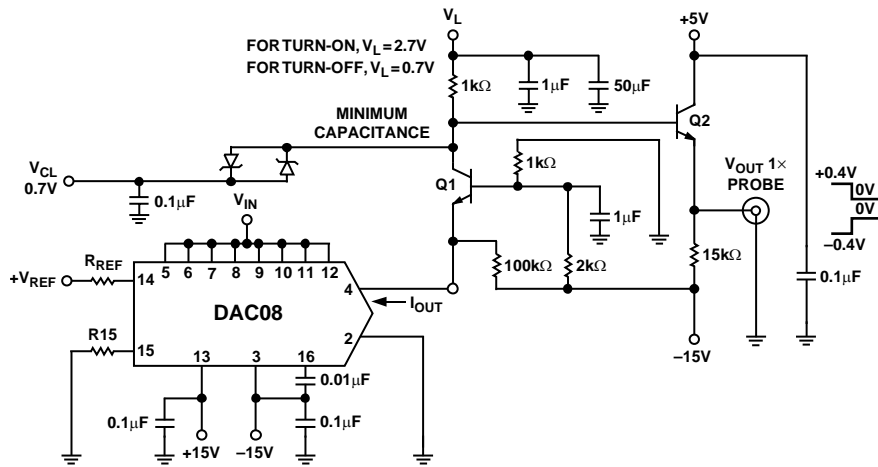 V_L
+5V
FOR TURN-ON, V_L = 2.7V
FOR TURN-OFF, V_L = 0.7V
1kΩ
1μF
50μF
MINIMUM
CAPACITANCE
Q2
V_CL
0.7V
0.1μF
1kΩ
Q1
V_OUT 1×
PROBE
+0.4V
0V
0V
–0.4V
V_IN
1μF
+V_REF
R_REF
5 6 7 8 9 10 11 12
14
4
100kΩ
2kΩ
15kΩ
0.1μF
I_OUT
DAC08
2
R15
15
13
3
16
–15V
0.01μF
0.1μF
0.1μF
+15V
–15V